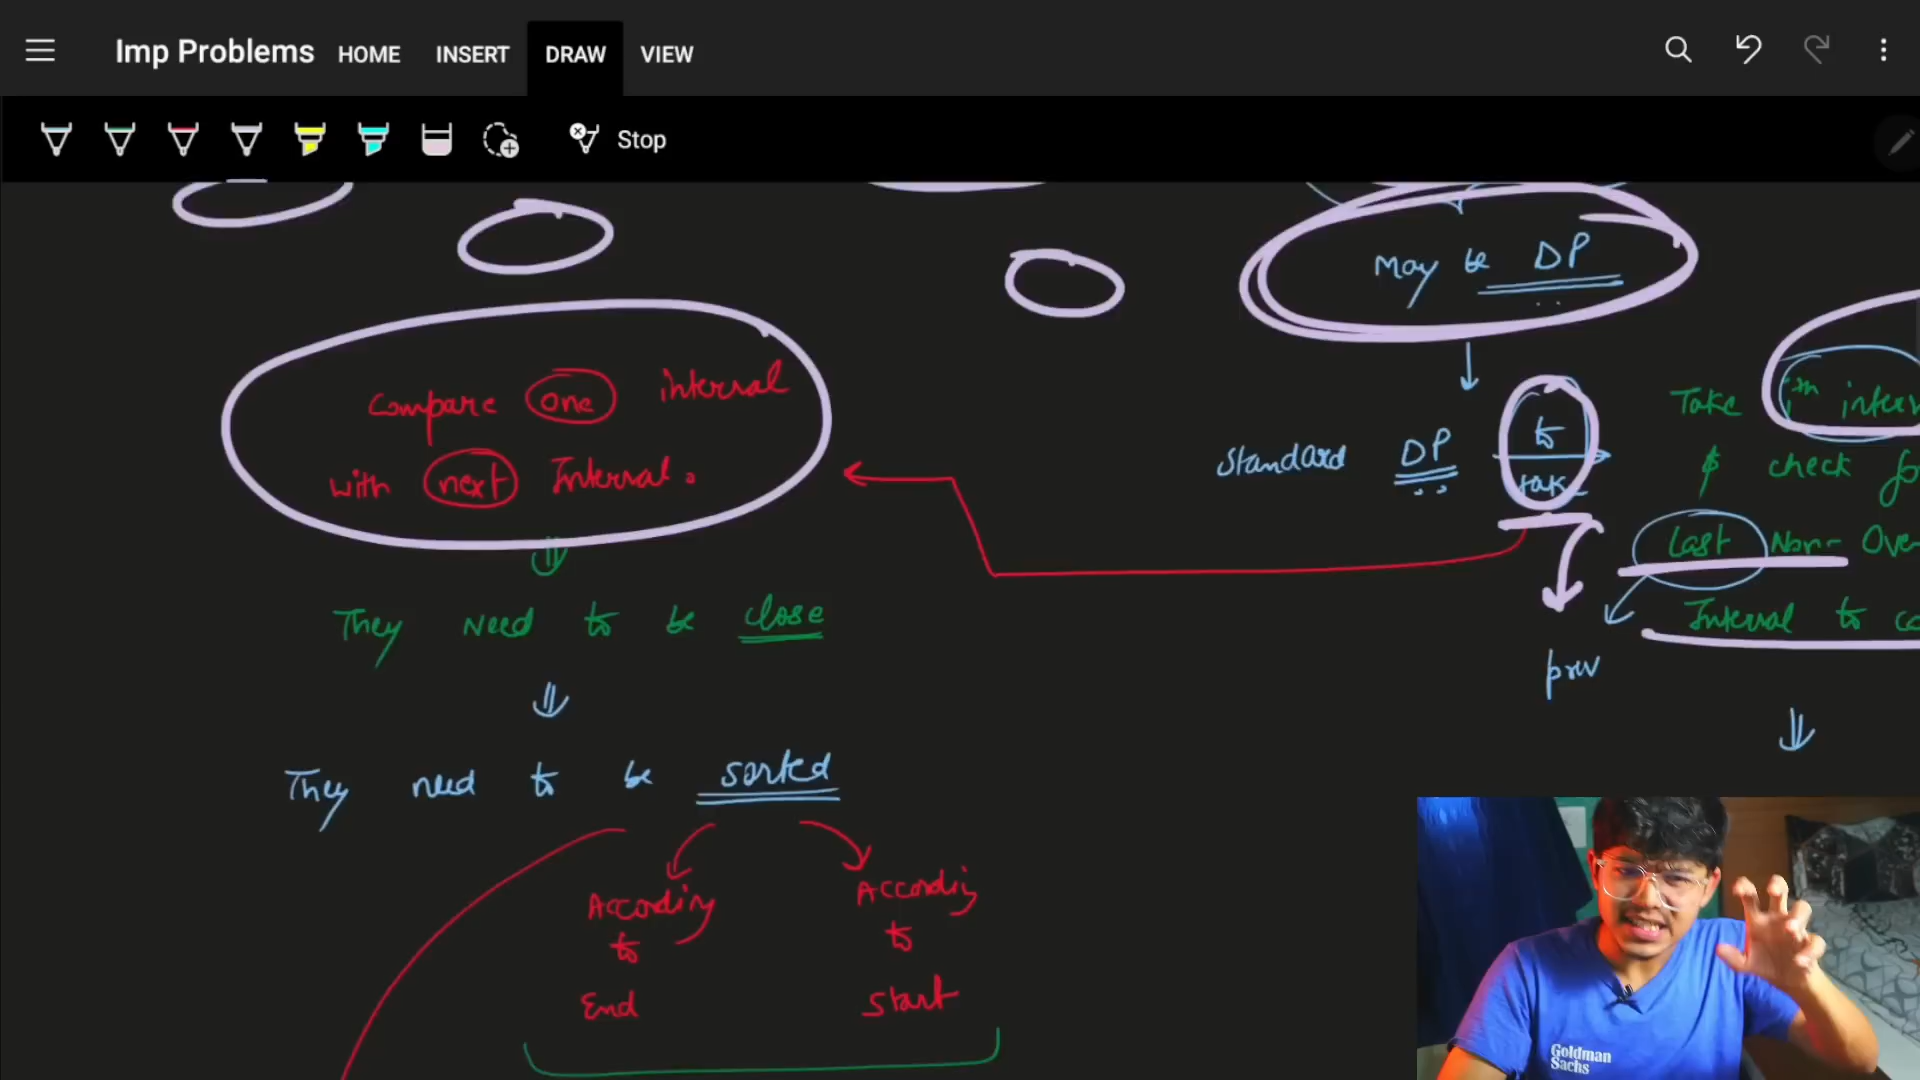 Imp Problems HOME INSERT DRAW VIEW
Stop
May be DP
Compare one interval
with next Interval.
They need to be close
They need to be sorted
According
to
End
According
to
Start
Standard DP
to
take
prev
Take ith
$ check
Last Non-
Interval to
Goldman
Sachs